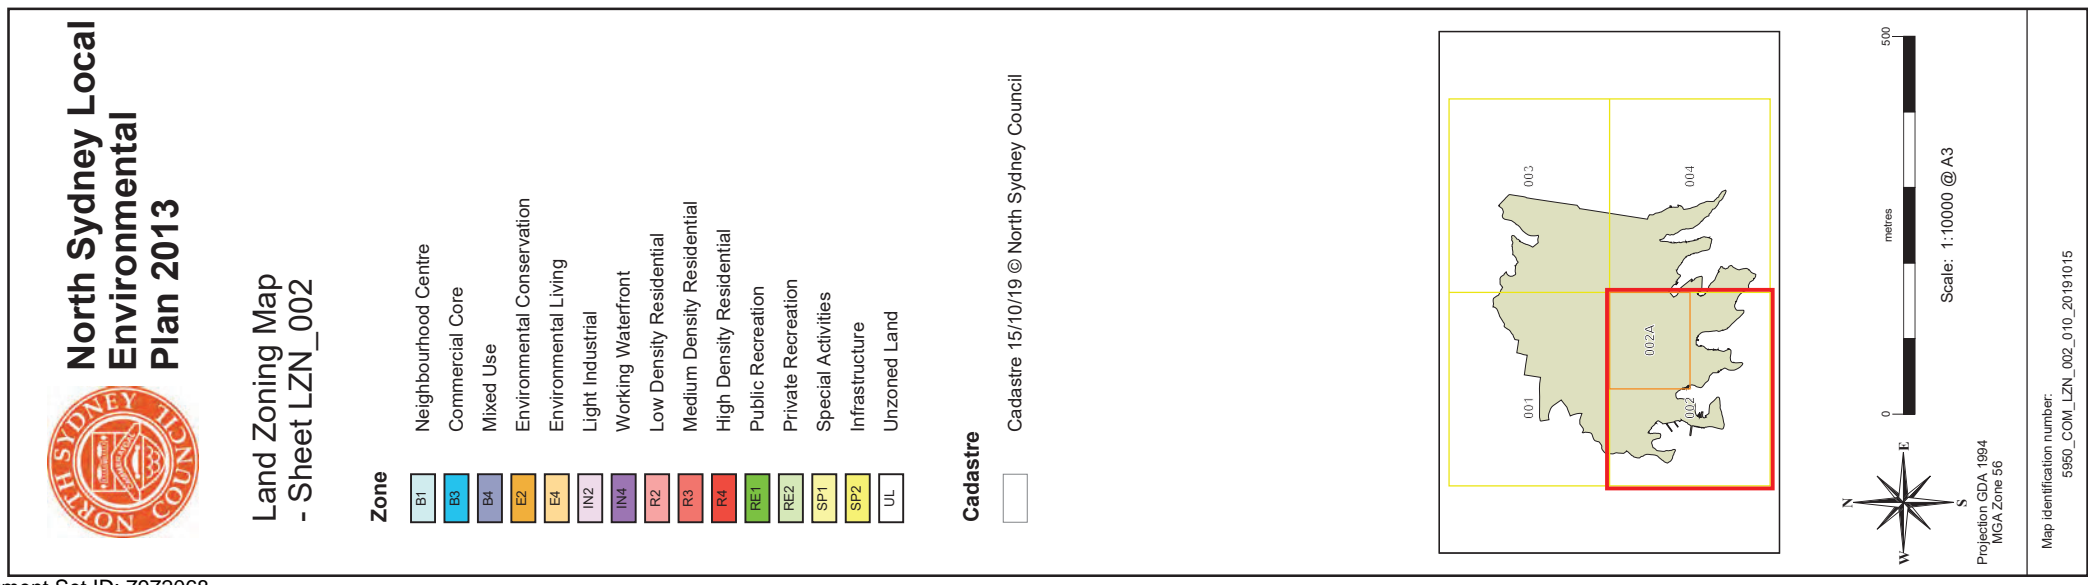 North Sydney Local
Environmental
Plan 2013
NORTH SYDNEY COUNCIL
Land Zoning Map
- Sheet LZN_002
Zone
B1 Neighbourhood Centre
B3 Commercial Core
B4 Mixed Use
E2 Environmental Conservation
E4 Environmental Living
IN2 Light Industrial
IN4 Working Waterfront
R2 Low Density Residential
R3 Medium Density Residential
R4 High Density Residential
RE1 Public Recreation
RE2 Private Recreation
SP1 Special Activities
SP2 Infrastructure
UL Unzoned Land
Cadastre
Cadastre 15/10/19 © North Sydney Council
001
003
002A
002
004
N
W
E
S
0
metres
500
Scale: 1:10000 @ A3
Projection GDA 1994
MGA Zone 56
Map identification number:
5950_COM_LZN_002_010_20191015